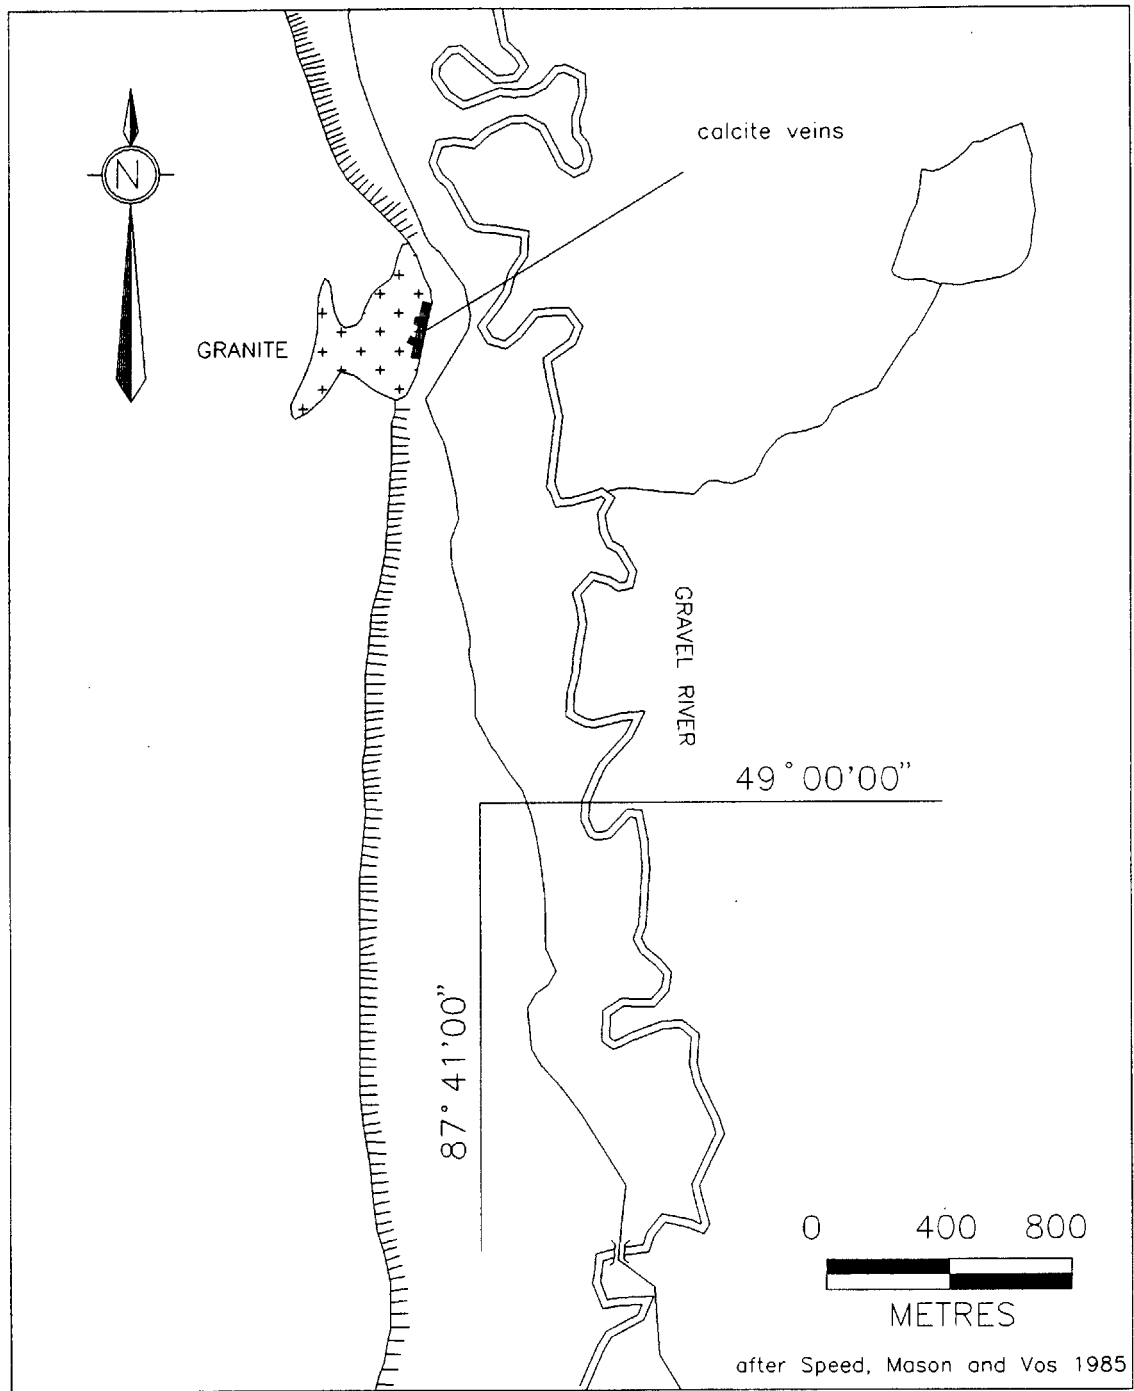 N
calcite veins
GRANITE
GRAVEL RIVER
49°00'00"
87°41'00"
0 400 800
METRES
after Speed, Mason and Vos 1985